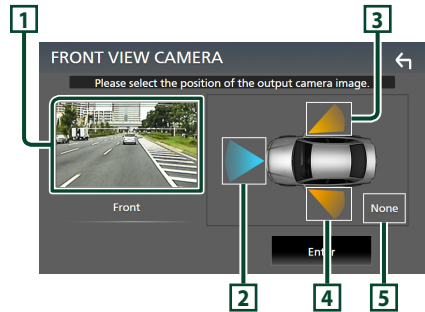 1
3
FRONT VIEW CAMERA
Please select the position of the output camera image.
Front
None
Enter
2
4
5